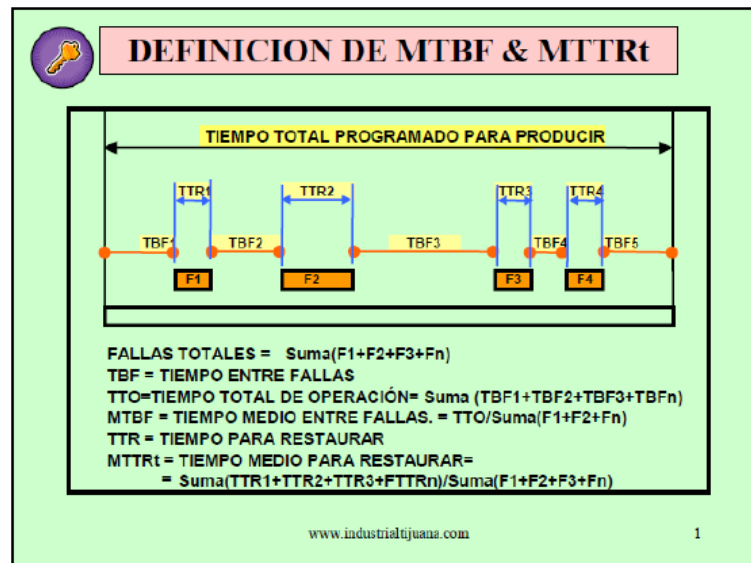 DEFINICION DE MTBF & MTTRt
TIEMPO TOTAL PROGRAMADO PARA PRODUCIR
TTR1 TTR2 TTR3 TTR4
TBF1 TBF2 TBF3 TBF4 TBF5
F1 F2 F3 F4
FALLAS TOTALES = Suma(F1+F2+F3+Fn)
TBF = TIEMPO ENTRE FALLAS
TTO=TIEMPO TOTAL DE OPERACIÓN= Suma (TBF1+TBF2+TBF3+TBFn)
MTBF = TIEMPO MEDIO ENTRE FALLAS. = TTO/Suma(F1+F2+Fn)
TTR = TIEMPO PARA RESTAURAR
MTTRt = TIEMPO MEDIO PARA RESTAURAR=
= Suma(TTR1+TTR2+TTR3+FTTRn)/Suma(F1+F2+F3+Fn)
www.industrialtijuana.com 1